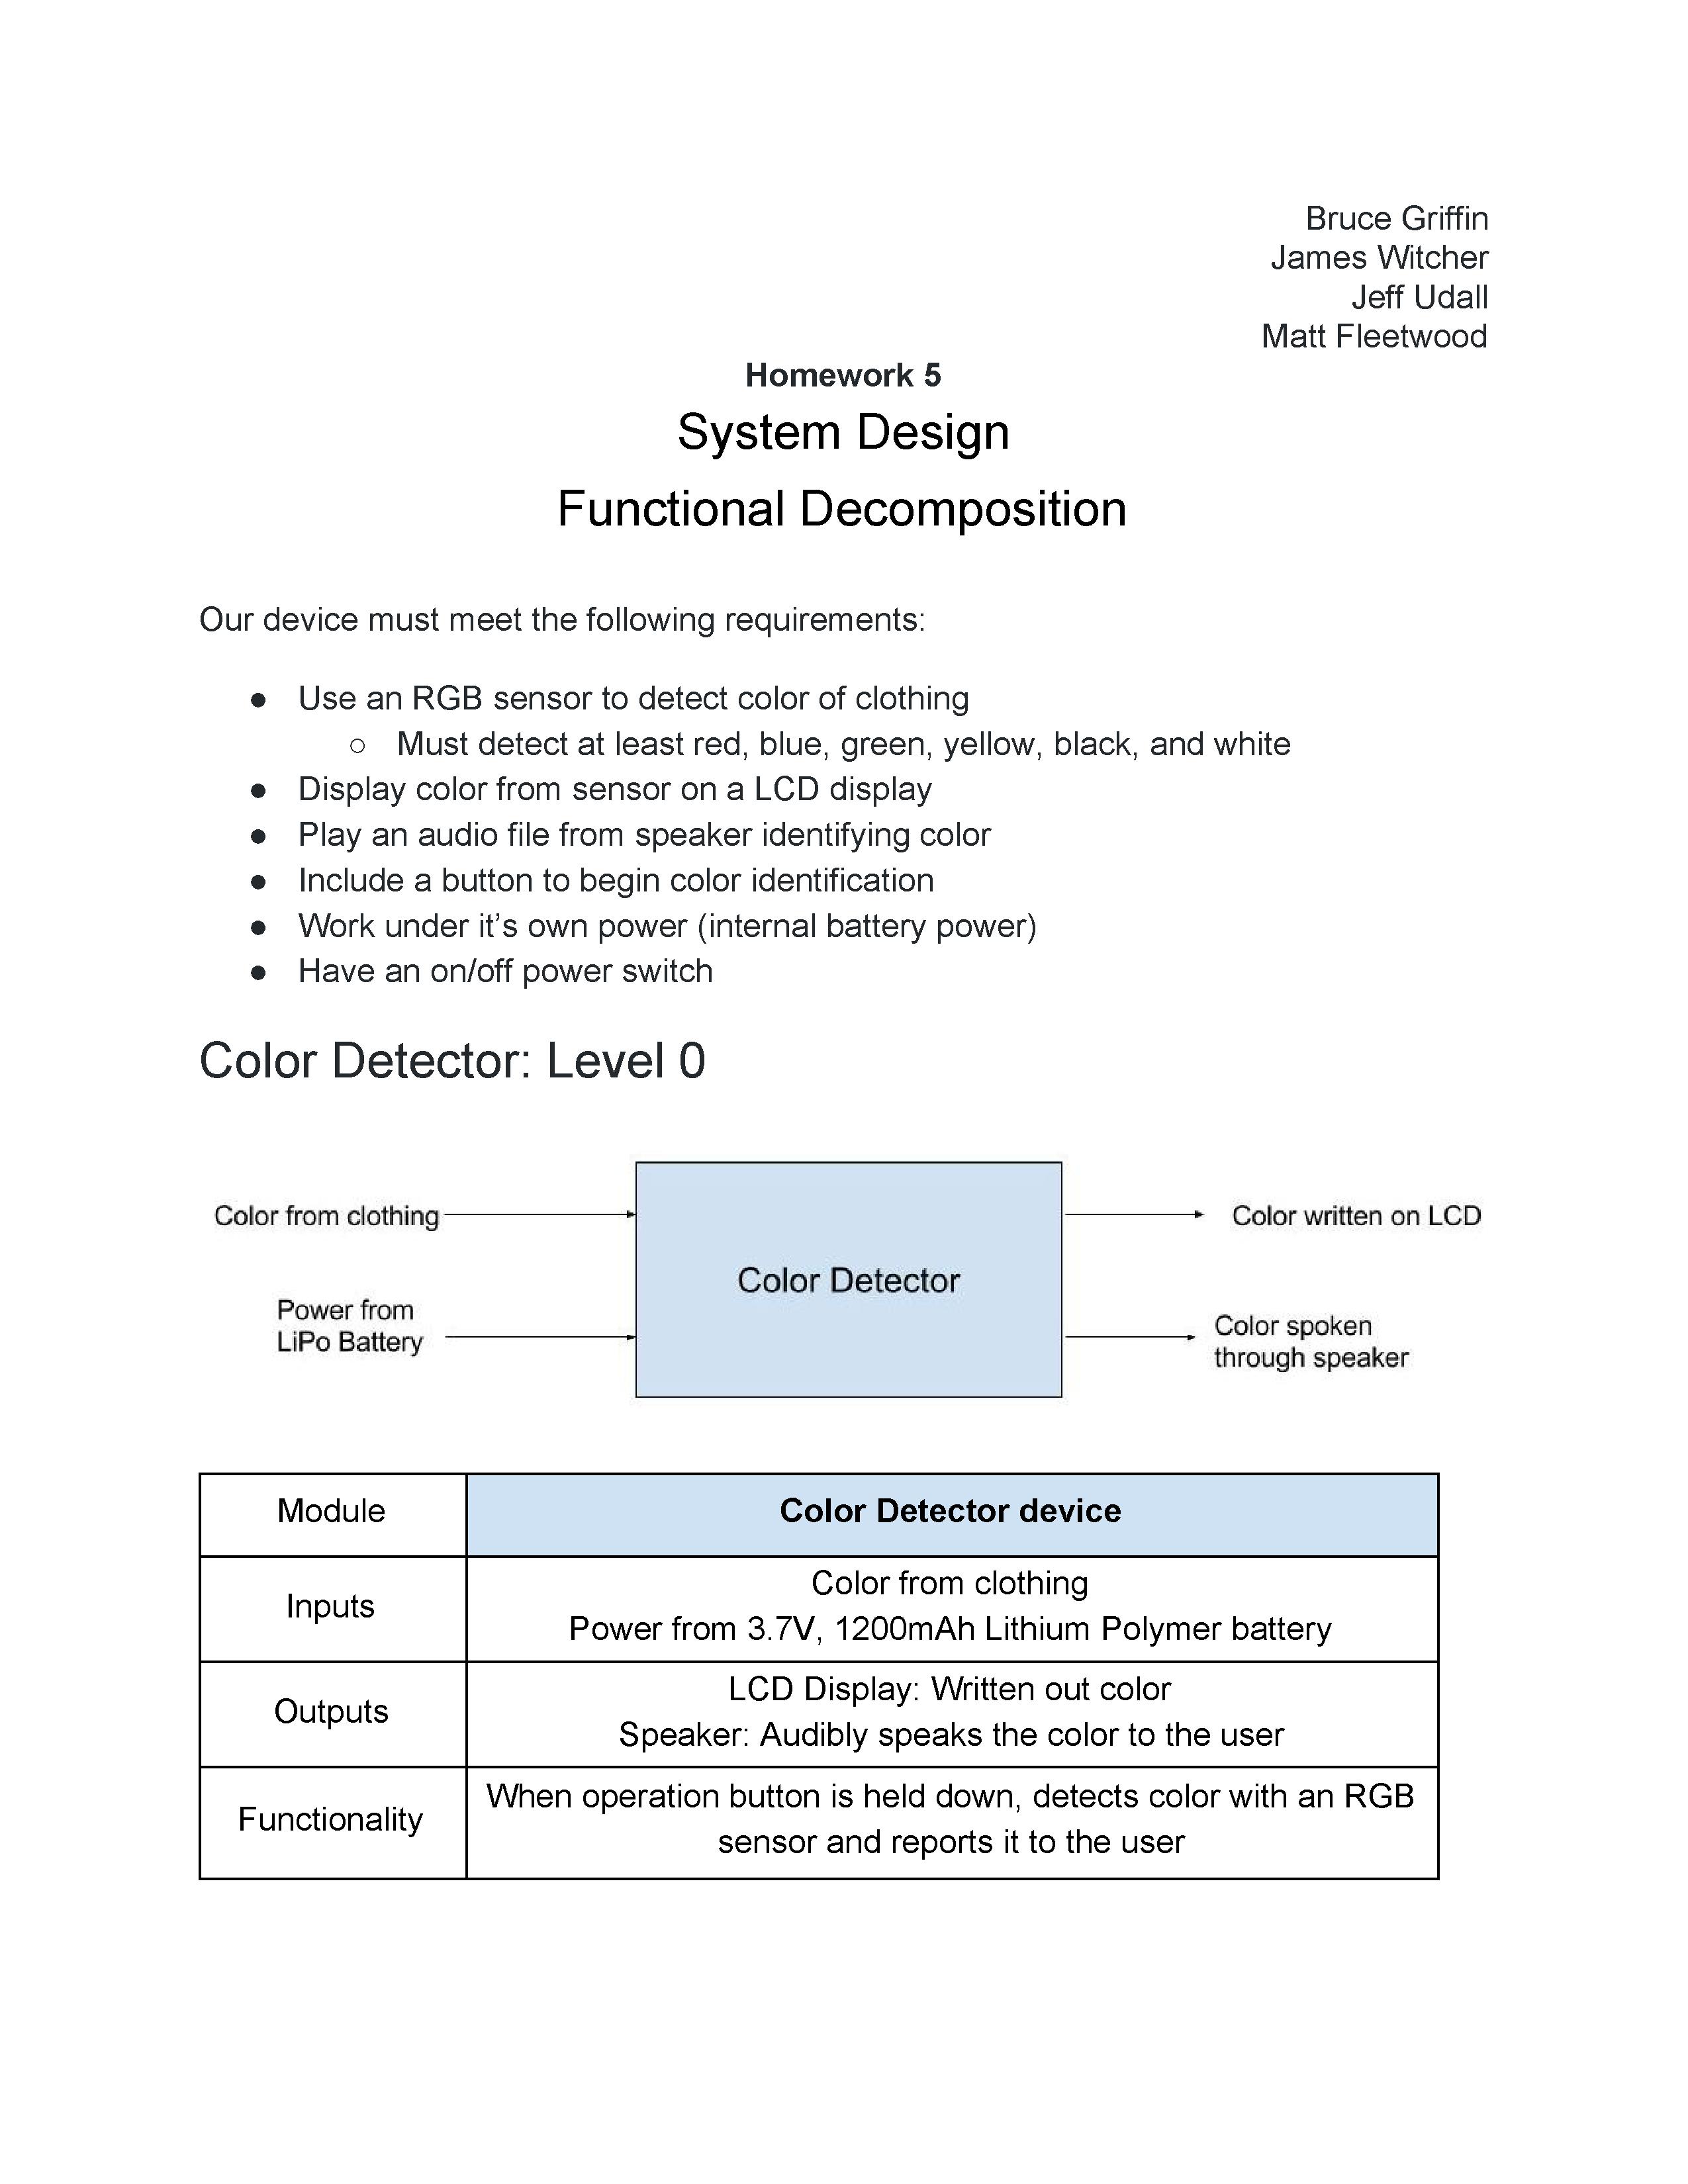 Bruce Griffin
James Witcher
Jeff Udall
Matt Fleetwood
Homework 5
System Design
Functional Decomposition
Our device must meet the following requirements:
● Use an RGB sensor to detect color of clothing
○ Must detect at least red, blue, green, yellow, black, and white
● Display color from sensor on a LCD display
● Play an audio file from speaker identifying color
● Include a button to begin color identification
● Work under it’s own power (internal battery power)
● Have an on/off power switch
Color Detector: Level 0
Color from clothing
Power from
LiPo Battery
Color Detector
Color written on LCD
Color spoken
through speaker
Module
Color Detector device
Inputs
Color from clothing
Power from 3.7V, 1200mAh Lithium Polymer battery
Outputs
LCD Display: Written out color
Speaker: Audibly speaks the color to the user
Functionality
When operation button is held down, detects color with an RGB
sensor and reports it to the user